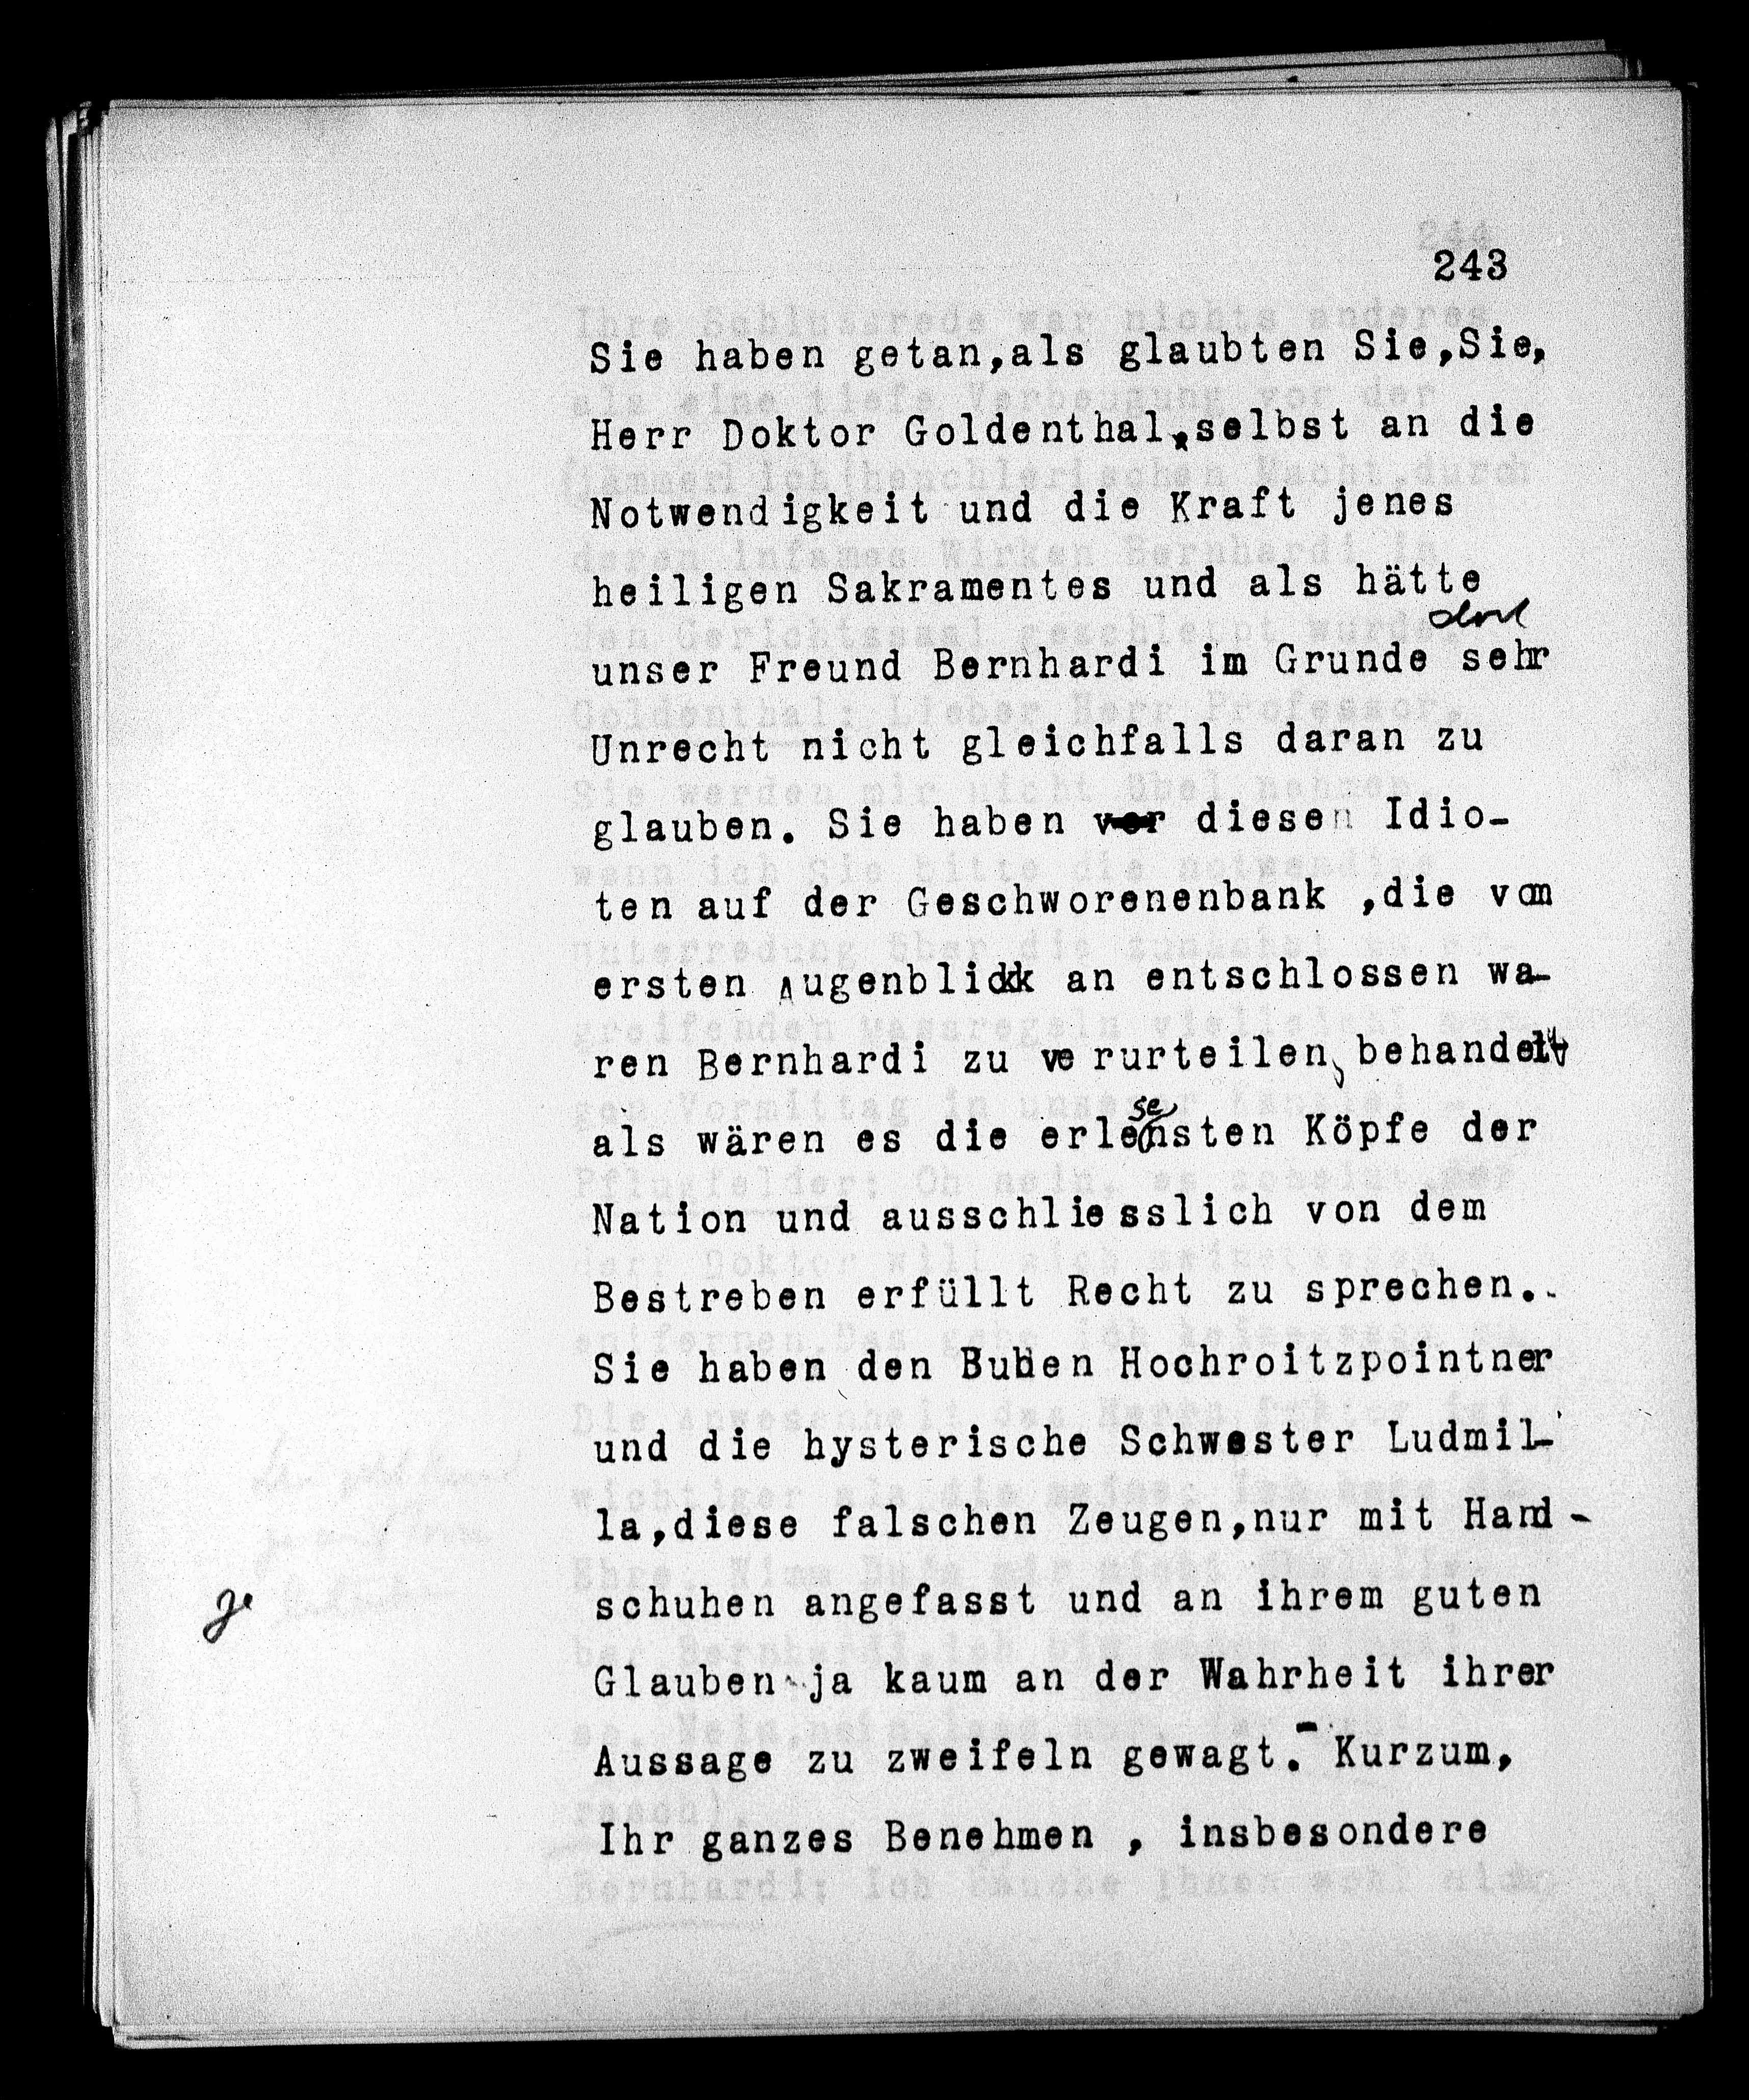 243
Sie haben getan,als glaubten Sie,Sie,
Herr Doktor Goldenthal,selbst an die
Notwendigkeit und die Kraft jenes
heiligen Sakramentes und als hätte
unser Freund Bernhardi im Grunde sehr
Unrecht nicht gleichfalls daran zu
glauben. Sie haben diesen Idio-
ten auf der Geschworenenbank ,die vom
ersten Augenblick an entschlossen wa-
ren Bernhardi zu verurteilen, behandelt
als wären es die erlesensten Köpfe der
Nation und ausschliesslich von dem
Bestreben erfüllt Recht zu sprechen..
Sie haben den Buben Hochroitzpointner
und die hysterische Schwester Ludmil-
la,diese falschen Zeugen,nur mit Hand-
schuhen angefasst und an ihrem guten
Glauben ja kaum an der Wahrheit ihrer
Aussage zu zweifeln gewagt.- Kurzum,
Ihr ganzes Benehmen , insbesondere